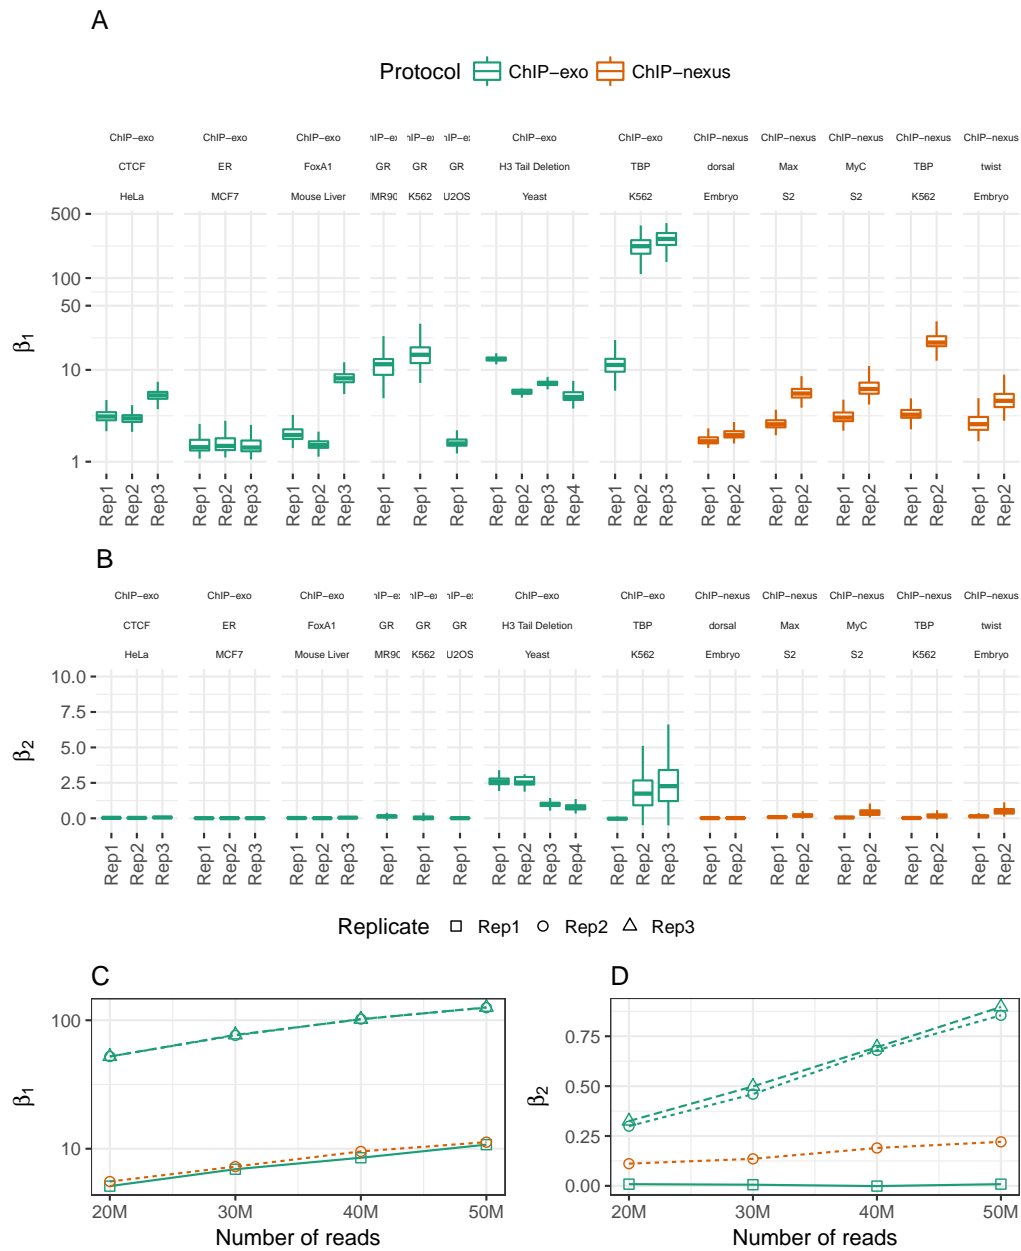 A
Protocol ChIP−exo ChIP−nexus
ChIP−exo ChIP−exo ChIP−exo ChIP−exo ChIP−exo ChIP−nexus ChIP−nexus ChIP−nexus ChIP−nexus ChIP−nexus
CTCF ER FoxA1 GR GR GR H3 Tail Deletion TBP dorsal Max MyC TBP twist
HeLa MCF7 Mouse Liver K562 U2OS Yeast K562 Embryo S2 S2 K562 Embryo
500
100
50
10
1
β1
Rep1 Rep2 Rep3 Rep1 Rep2 Rep3 Rep1 Rep2 Rep3 Rep1 Rep1 Rep1 Rep1 Rep2 Rep3 Rep4 Rep1 Rep2 Rep3 Rep1 Rep2 Rep1 Rep2 Rep1 Rep2 Rep1 Rep2 Rep1 Rep2
B
ChIP−exo ChIP−exo ChIP−exo ChIP−exo ChIP−exo ChIP−nexus ChIP−nexus ChIP−nexus ChIP−nexus ChIP−nexus
CTCF ER FoxA1 GR GR GR H3 Tail Deletion TBP dorsal Max MyC TBP twist
HeLa MCF7 Mouse Liver K562 U2OS Yeast K562 Embryo S2 S2 K562 Embryo
10.0
7.5
5.0
2.5
0.0
β2
Rep1 Rep2 Rep3 Rep1 Rep2 Rep3 Rep1 Rep2 Rep3 Rep1 Rep1 Rep1 Rep1 Rep2 Rep3 Rep4 Rep1 Rep2 Rep3 Rep1 Rep2 Rep1 Rep2 Rep1 Rep2 Rep1 Rep2 Rep1 Rep2
Replicate Rep1 Rep2 Rep3
C
100
10
β1
20M 30M 40M 50M
Number of reads
D
0.75
0.50
0.25
0.00
β2
20M 30M 40M 50M
Number of reads